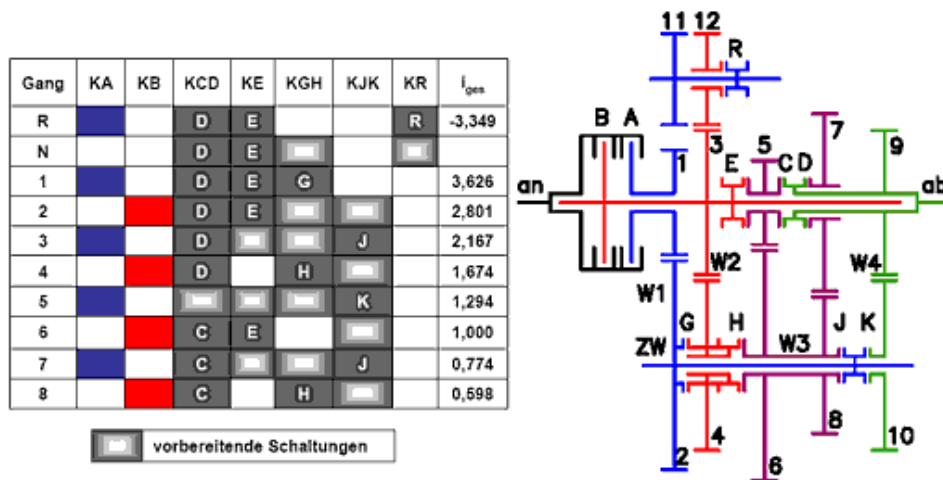 Gang KA KB KCD KE KGH KJK KR iges
R D E R -3,349
N D E
1 D E G 3,626
2 D E 2,801
3 D J 2,167
4 D H 1,674
5 K 1,294
6 C E 1,000
7 C J 0,774
8 C H 0,598
vorbereitende Schaltungen
11 12
R
B A
7
1 3 5 9
E C D
an ab
W2 W4
W1
G H J K
ZW W3
8
4 10
2 6